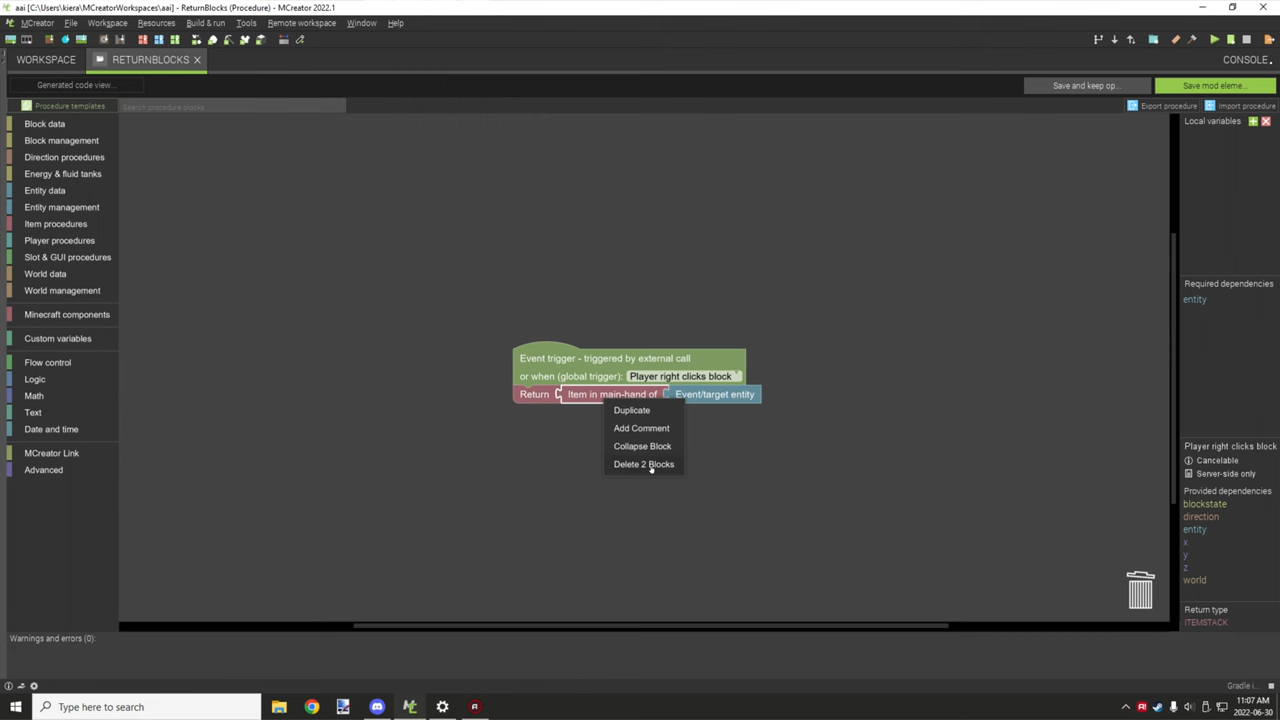 aai [C:\Users\kiera\MCreatorWorkspaces\aai] - ReturnBlocks (Procedure) - MCreator 2022.1
MCreator File Workspace Resources Build & run Tools Remote workspace Window Help
WORKSPACE RETURNBLOCKS CONSOLE
Generated code view... Save and keep op... Save mod eleme...
Procedure templates Search procedure blocks Export procedure Import procedure
Block data
Block management
Direction procedures
Energy & fluid tanks
Entity data
Entity management
Item procedures
Player procedures
Slot & GUI procedures
World data
World management
Minecraft components
Custom variables
Flow control
Logic
Math
Text
Date and time
MCreator Link
Advanced
Event trigger - triggered by external call
or when (global trigger): Player right clicks block
Return Item in main-hand of Event/target entity
Duplicate
Add Comment
Collapse Block
Delete 2 Blocks
Local variables
Required dependencies
entity
Player right clicks block
Cancelable
Server-side only
Provided dependencies:
blockstate
direction
entity
x
y
z
world
Return type
ITEMSTACK
Warnings and errors (0):
Gradle i...
Type here to search
11:07 AM
2022-06-30